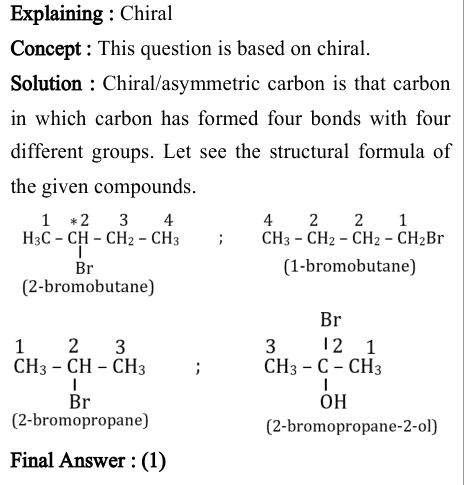 Explaining : Chiral
Concept : This question is based on chiral.
Solution : Chiral/asymmetric carbon is that carbon
in which carbon has formed four bonds with four
different groups. Let see the structural formula of
the given compounds.
1 *2 3 4 4 2 2 1
H₃C – CH – CH₂ – CH₃ ; CH₃ – CH₂ – CH₂ – CH₂Br
Br (1-bromobutane)
(2-bromobutane)
Br
1 2 3 3 2 1
CH₃ – CH – CH₃ ; CH₃ – C – CH₃
Br OH
(2-bromopropane) (2-bromopropane-2-ol)
Final Answer : (1)